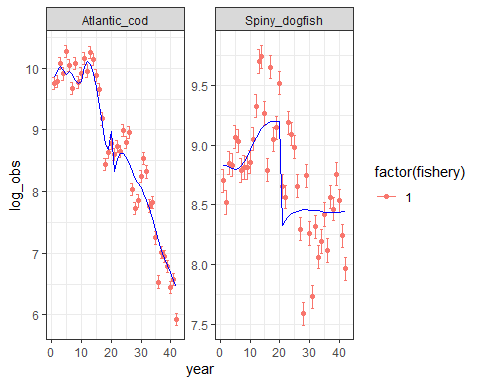 Atlantic_cod
Spiny_dogfish
log_obs
10
9
8
7
6
9.5
9.0
8.5
8.0
7.5
0 10 20 30 40
0 10 20 30 40
year
factor(fishery)
1